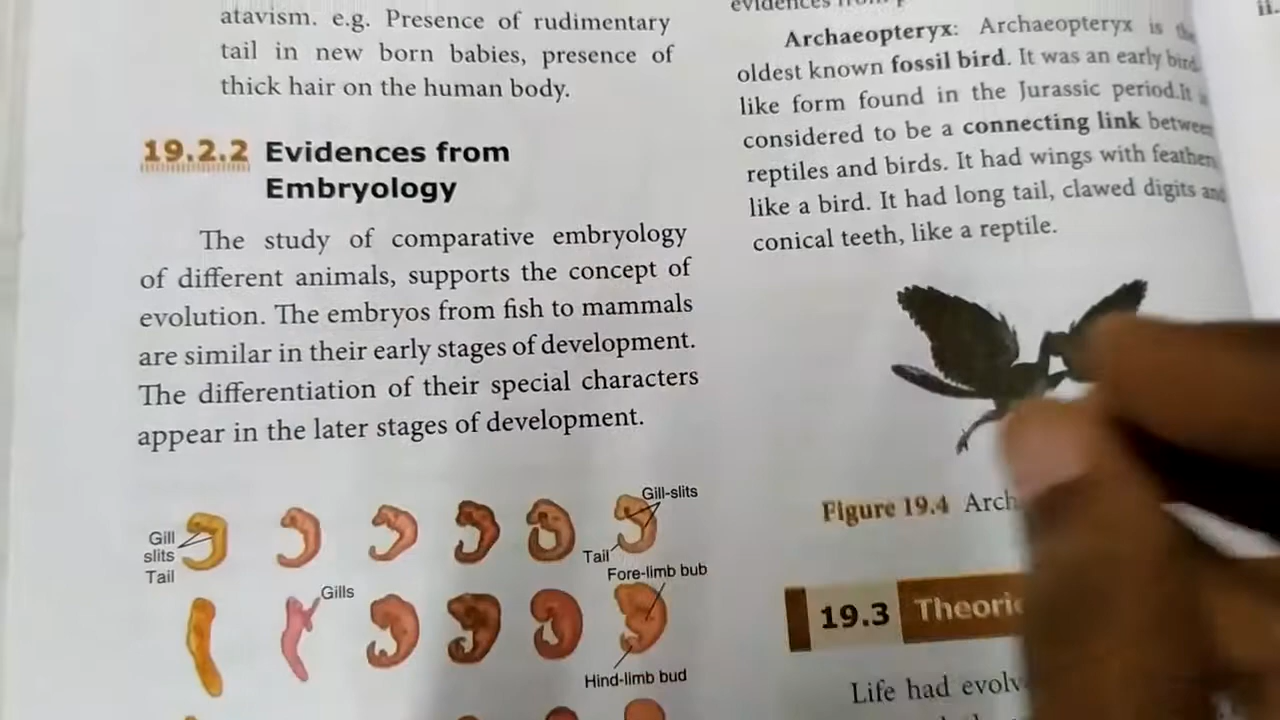 atavism. e.g. Presence of rudimentary
tail in new born babies, presence of
thick hair on the human body.
19.2.2 Evidences from
Embryology
The study of comparative embryology
of different animals, supports the concept of
evolution. The embryos from fish to mammals
are similar in their early stages of development.
The differentiation of their special characters
appear in the later stages of development.
Gill
slits
Tail
Gill-slits
Tail
Gills
Fore-limb bub
Hind-limb bud
Archaeopteryx: Archaeopteryx is the
oldest known fossil bird. It was an early bird
like form found in the Jurassic period.It
considered to be a connecting link between
reptiles and birds. It had wings with feathers
like a bird. It had long tail, clawed digits and
conical teeth, like a reptile.
Figure 19.4 Arch
19.3 Theorie
Life had evolv
ii.